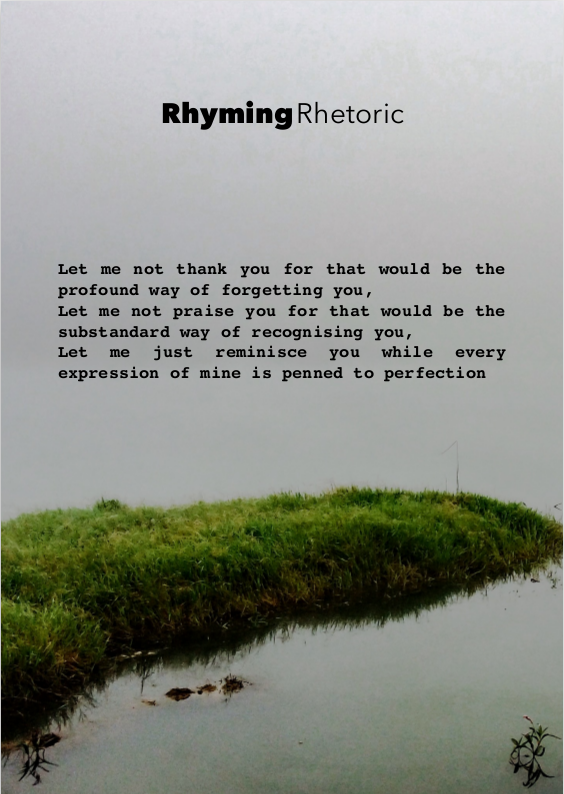 RhymingRhetoric
Let me not thank you for that would be the
profound way of forgetting you,
Let me not praise you for that would be the
substandard way of recognising you,
Let me just reminisce you while every
expression of mine is penned to perfection